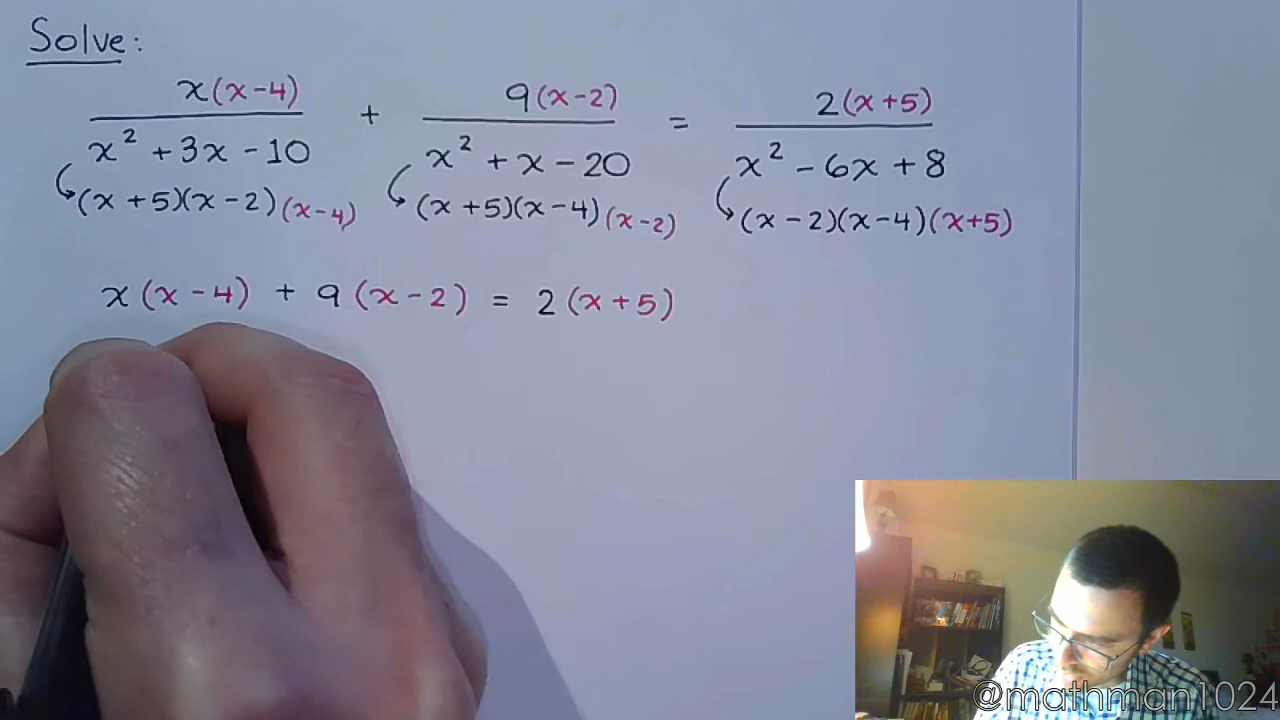 Solve:
x(x-4) / x² + 3x - 10 + 9(x-2) / x² + x - 20 = 2(x+5) / x² - 6x + 8
(x+5)(x-2)(x-4) (x+5)(x-4)(x-2) (x-2)(x-4)(x+5)
x(x-4) + 9(x-2) = 2(x+5)
@mathman1024